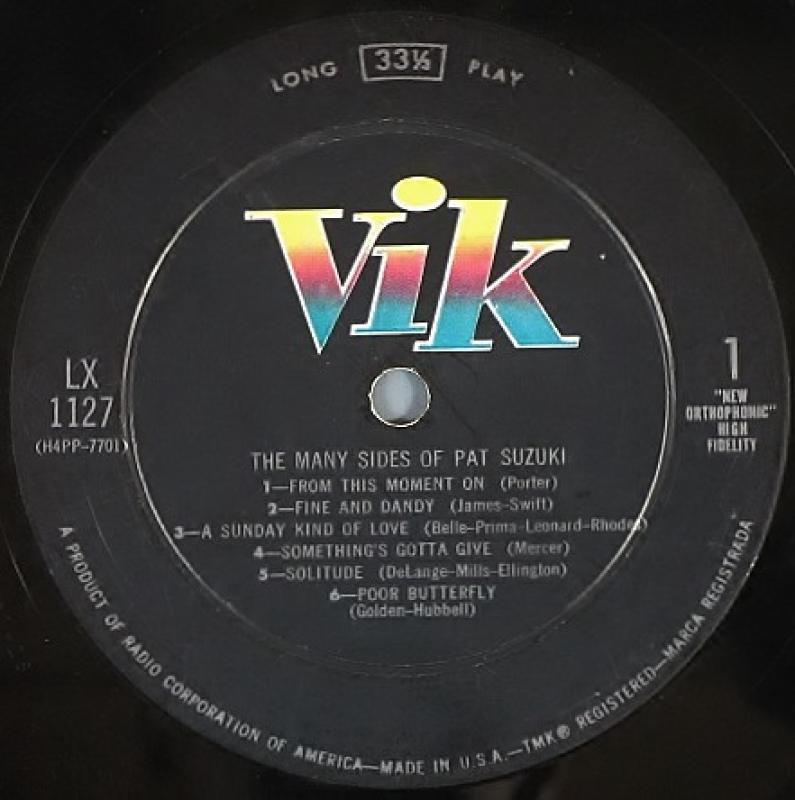 LONG 33⅓ PLAY
Vik
LX
1127
(H4PP-7701)
1
"NEW
ORTHOPHONIC"
HIGH
FIDELITY
THE MANY SIDES OF PAT SUZUKI
1—FROM THIS MOMENT ON (Porter)
2—FINE AND DANDY (James-Swift)
3—A SUNDAY KIND OF LOVE (Belle-Prima-Leonard-Rhodes)
4—SOMETHING'S GOTTA GIVE (Mercer)
5—SOLITUDE (DeLange-Mills-Ellington)
6—POOR BUTTERFLY
(Golden-Hubbell)
A PRODUCT OF RADIO CORPORATION OF AMERICA—MADE IN U.S.A.—TMK® REGISTERED—MARCA REGISTRADA